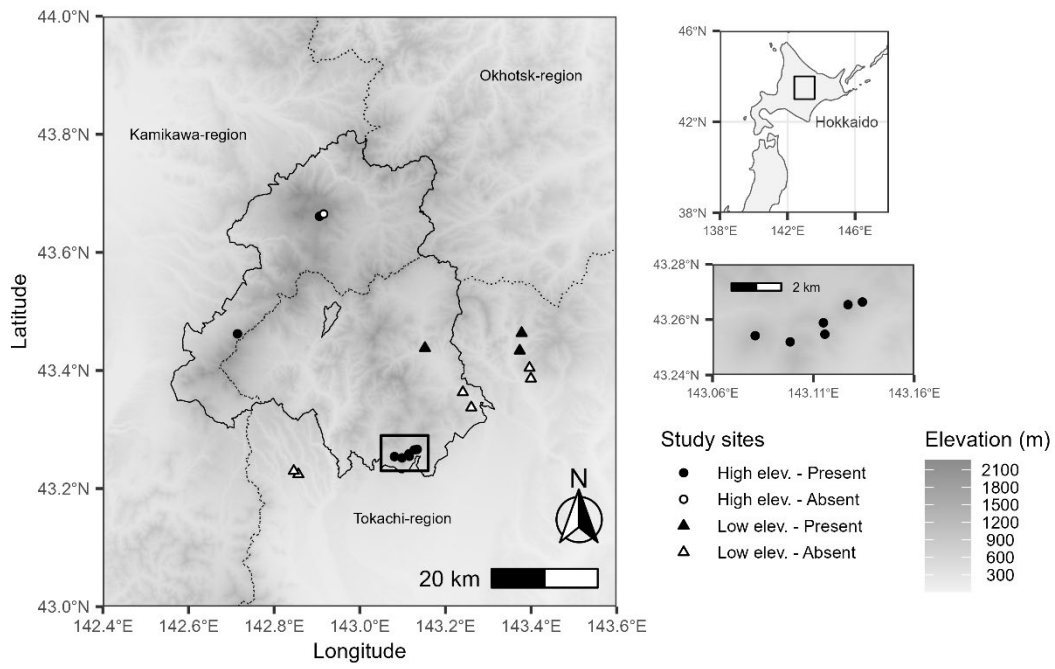 44.0°N
43.8°N
43.6°N
43.4°N
43.2°N
43.0°N
Latitude
142.4°E 142.6°E 142.8°E 143.0°E 143.2°E 143.4°E 143.6°E
Longitude
Okhotsk-region
Kamikawa-region
Tokachi-region
N
20 km
46°N
42°N
38°N
Hokkaido
138°E 142°E 146°E
43.28°N
43.26°N
43.24°N
2 km
143.06°E 143.11°E 143.16°E
Study sites
High elev. - Present
High elev. - Absent
Low elev. - Present
Low elev. - Absent
Elevation (m)
2100
1800
1500
1200
900
600
300